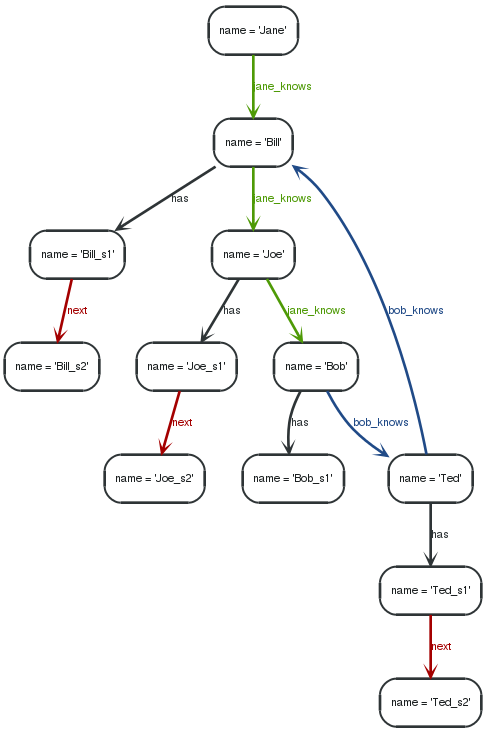 name = 'Jane'
jane_knows
name = 'Bill'
has
jane_knows
bob_knows
name = 'Bill_s1'
name = 'Joe'
next
has
jane_knows
name = 'Bill_s2'
name = 'Joe_s1'
name = 'Bob'
next
has
bob_knows
name = 'Joe_s2'
name = 'Bob_s1'
name = 'Ted'
has
name = 'Ted_s1'
next
name = 'Ted_s2'